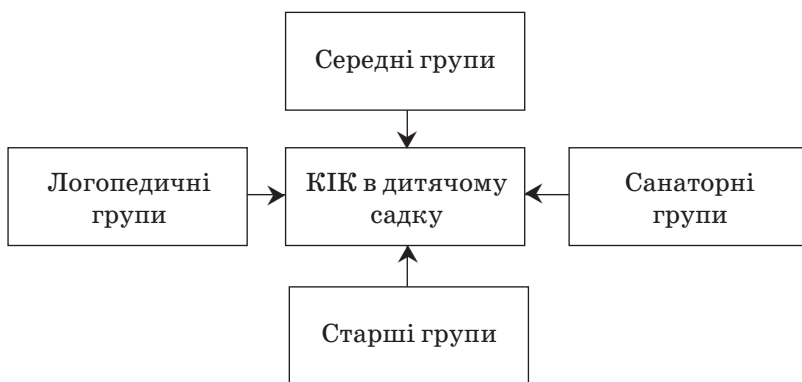 Середні групи
Логопедичні
групи
КІК в дитячому
садку
Санаторні
групи
Старші групи